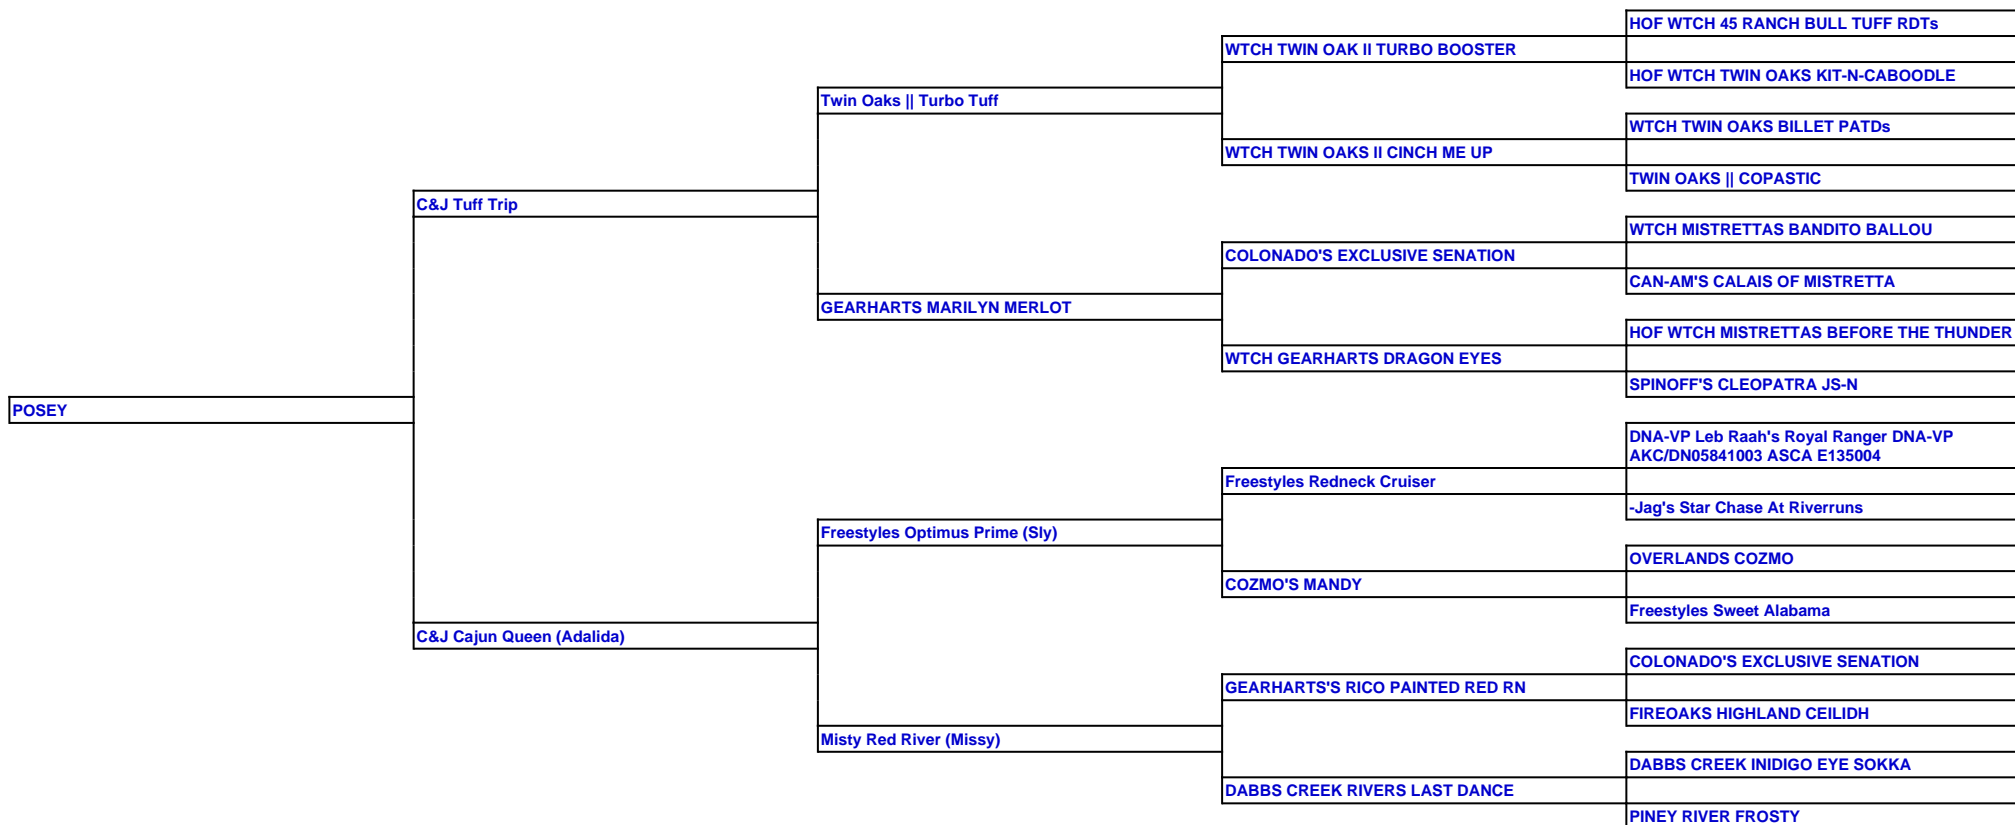 HOF WTCH 45 RANCH BULL TUFF RDTs
WTCH TWIN OAK II TURBO BOOSTER
HOF WTCH TWIN OAKS KIT-N-CABOODLE
Twin Oaks || Turbo Tuff
WTCH TWIN OAKS BILLET PATDs
WTCH TWIN OAKS II CINCH ME UP
TWIN OAKS || COPASTIC
C&J Tuff Trip
WTCH MISTRETTAS BANDITO BALLOU
COLONADO'S EXCLUSIVE SENATION
CAN-AM'S CALAIS OF MISTRETTA
GEARHARTS MARILYN MERLOT
HOF WTCH MISTRETTAS BEFORE THE THUNDER
WTCH GEARHARTS DRAGON EYES
SPINOFF'S CLEOPATRA JS-N
POSEY
DNA-VP Leb Raah's Royal Ranger DNA-VP
AKC/DN05841003 ASCA E135004
Freestyles Redneck Cruiser
-Jag's Star Chase At Riverruns
Freestyles Optimus Prime (Sly)
OVERLANDS COZMO
COZMO'S MANDY
Freestyles Sweet Alabama
C&J Cajun Queen (Adalida)
COLONADO'S EXCLUSIVE SENATION
GEARHARTS'S RICO PAINTED RED RN
FIREOAKS HIGHLAND CEILIDH
Misty Red River (Missy)
DABBS CREEK INIDIGO EYE SOKKA
DABBS CREEK RIVERS LAST DANCE
PINEY RIVER FROSTY